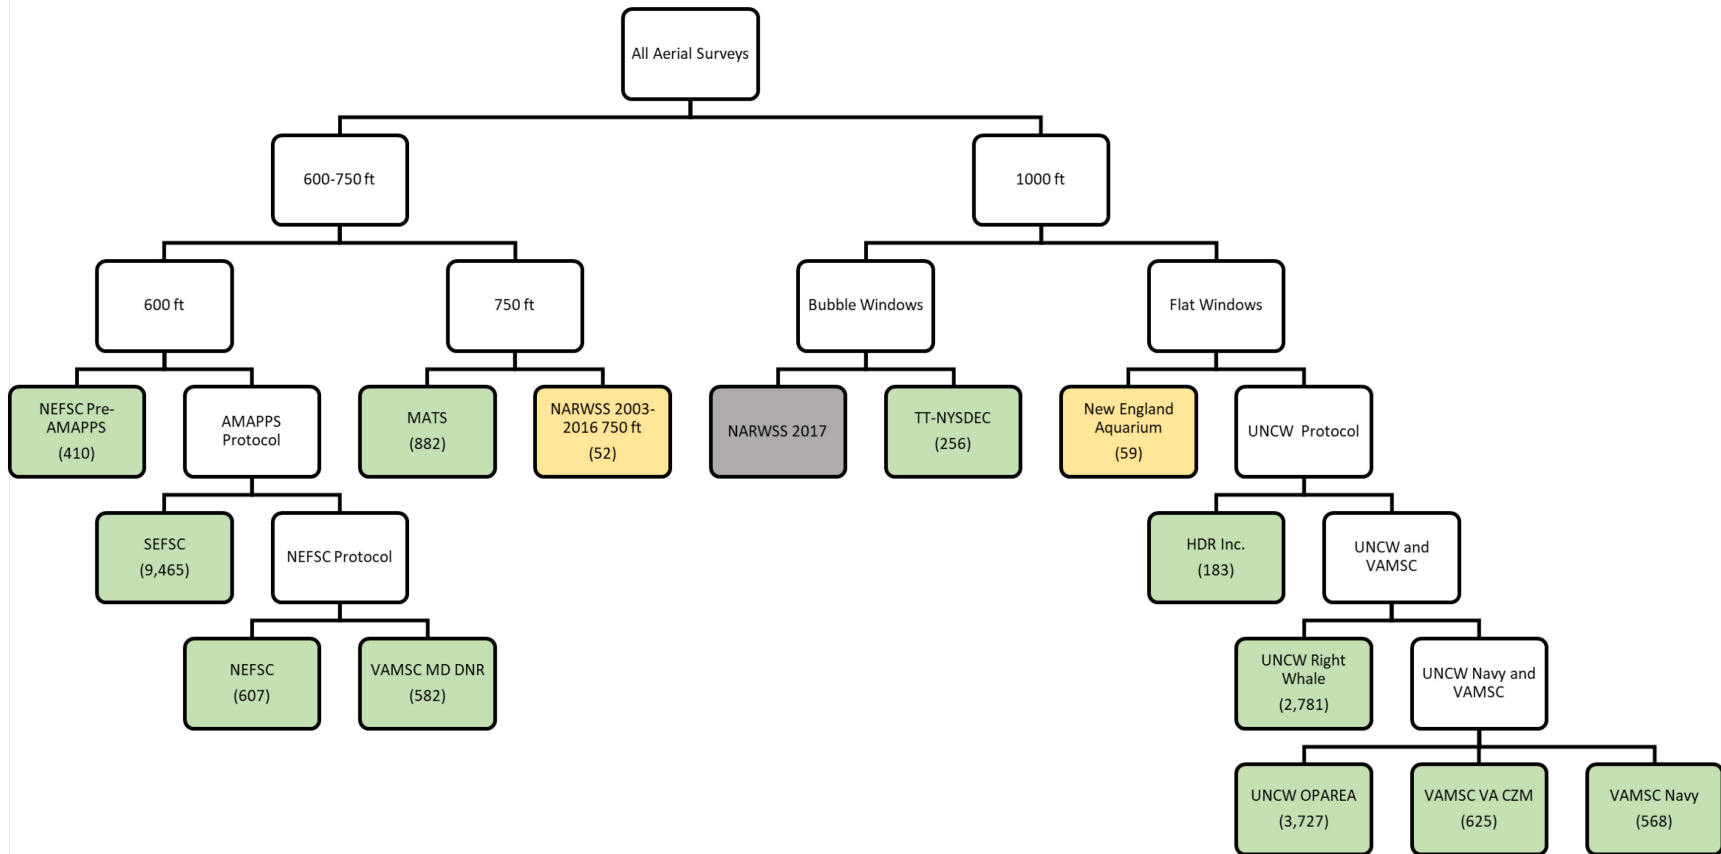 All Aerial Surveys
600-750 ft
1000 ft
600 ft
750 ft
Bubble Windows
Flat Windows
NEFSC Pre-
AMAPPS
(410)
AMAPPS
Protocol
MATS
(882)
NARWSS 2003-
2016 750 ft
(52)
NARWSS 2017
TT-NYSDEC
(256)
New England
Aquarium
(59)
UNCW Protocol
SEFSC
(9,465)
NEFSC Protocol
HDR Inc.
(183)
UNCW and
VAMSC
NEFSC
(607)
VAMSC MD DNR
(582)
UNCW Right
Whale
(2,781)
UNCW Navy and
VAMSC
UNCW OPAREA
(3,727)
VAMSC VA CZM
(625)
VAMSC Navy
(568)